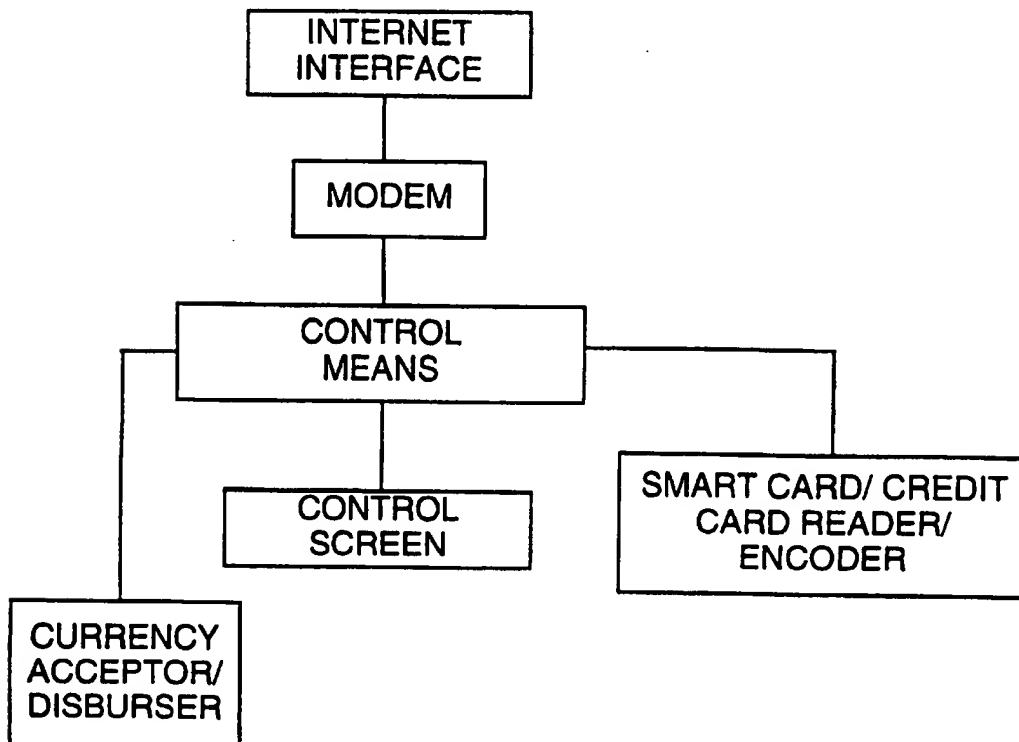 INTERNET
INTERFACE
MODEM
CONTROL
MEANS
CONTROL
SCREEN
SMART CARD/ CREDIT
CARD READER/
ENCODER
CURRENCY
ACCEPTOR/
DISBURSER